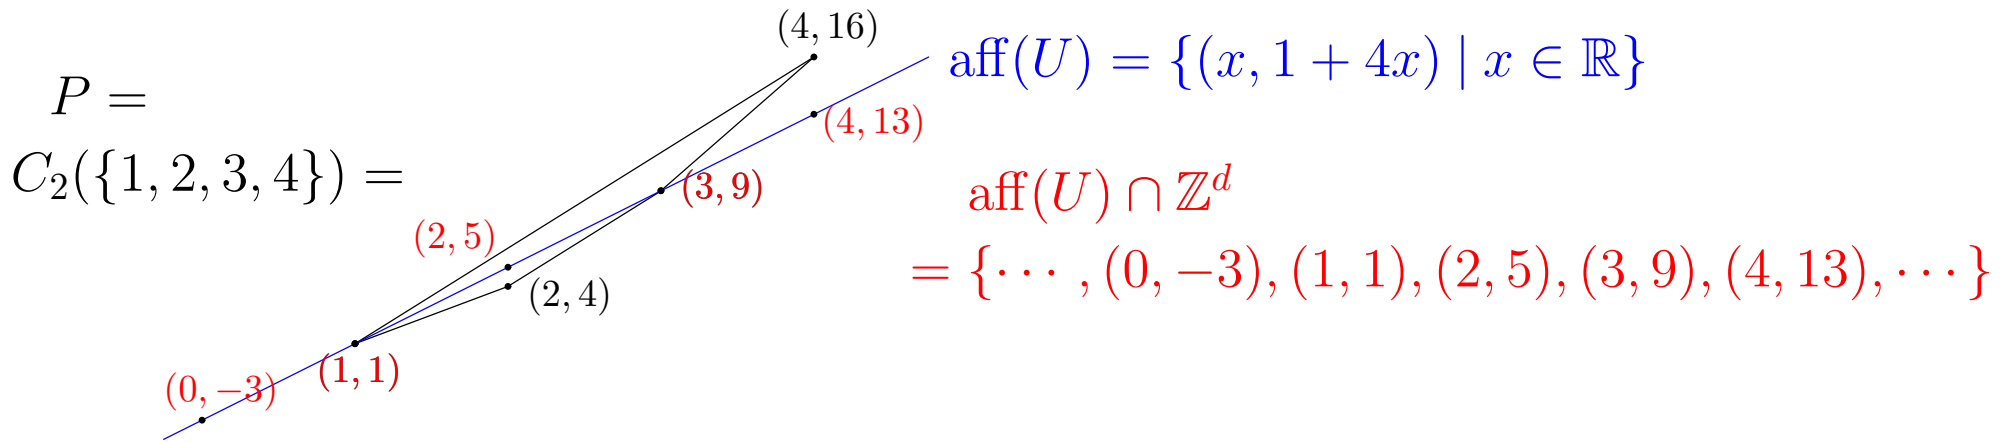 P =
C₂({1, 2, 3, 4}) =
(4, 16)
aff(U) = {(x, 1 + 4x) | x ∈ ℝ}
(4, 13)
(3, 9)
aff(U) ∩ ℤᵈ
= {⋯ , (0, −3), (1, 1), (2, 5), (3, 9), (4, 13), ⋯}
(2, 5)
(2, 4)
(1, 1)
(0, −3)